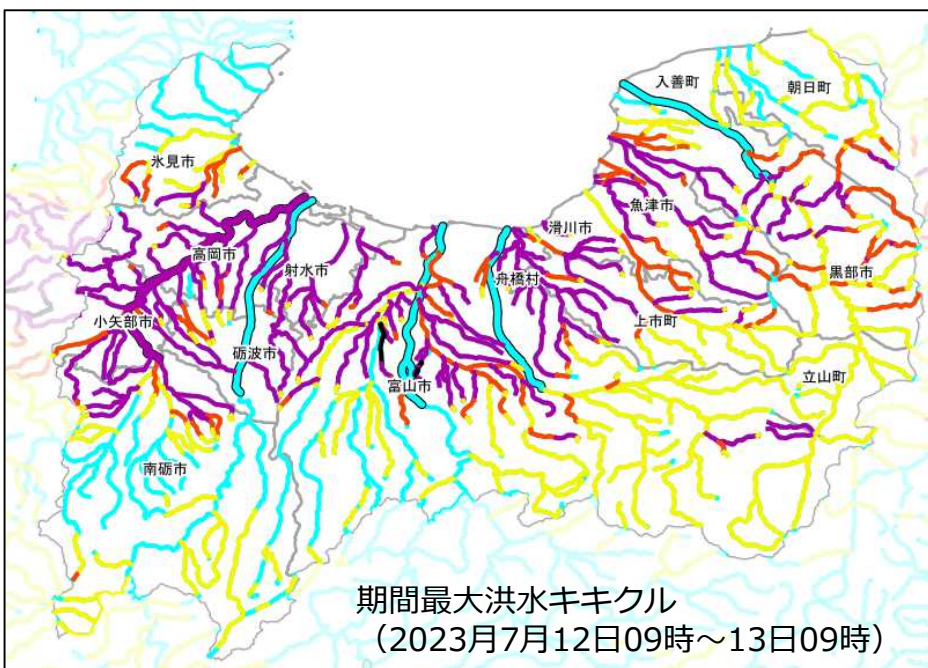 入善町
朝日町
氷見市
魚津市
滑川市
高岡市
射水市
舟橋村
黒部市
小矢部市
上市町
砺波市
富山市
立山町
南砺市
期間最大洪水キキクル
(2023月7月12日09時～13日09時)